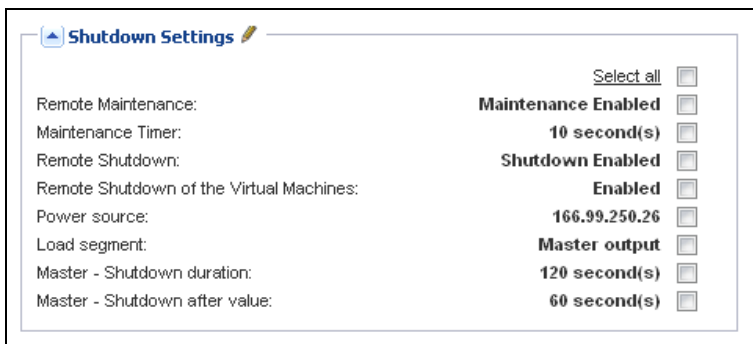 Shutdown Settings
Select all
Remote Maintenance: Maintenance Enabled
Maintenance Timer: 10 second(s)
Remote Shutdown: Shutdown Enabled
Remote Shutdown of the Virtual Machines: Enabled
Power source: 166.99.250.26
Load segment: Master output
Master - Shutdown duration: 120 second(s)
Master - Shutdown after value: 60 second(s)